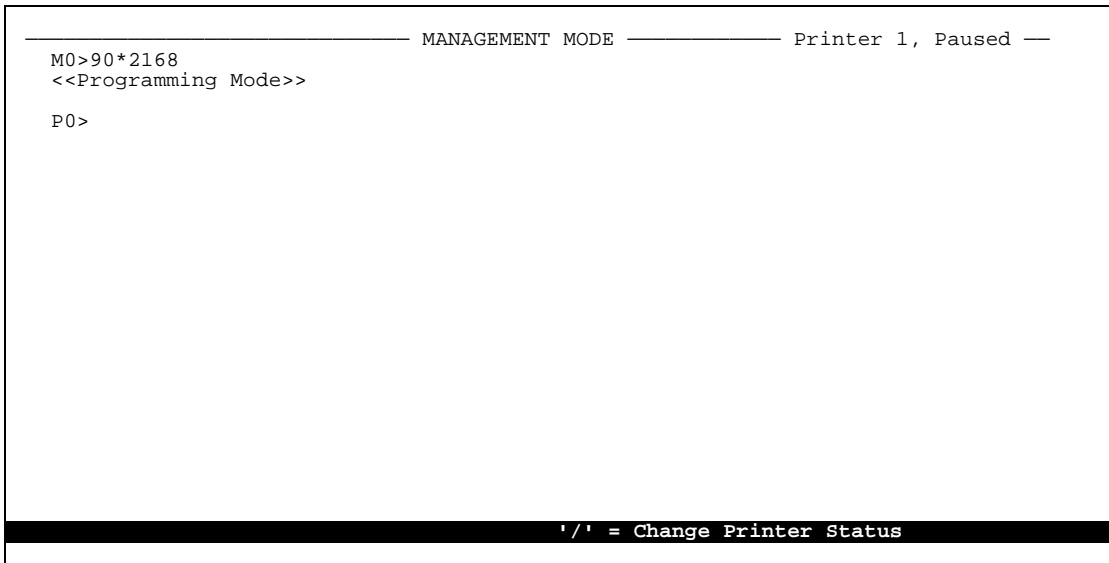 MANAGEMENT MODE Printer 1, Paused
M0>90*2168
<<Programming Mode>>
P0>
'/' = Change Printer Status